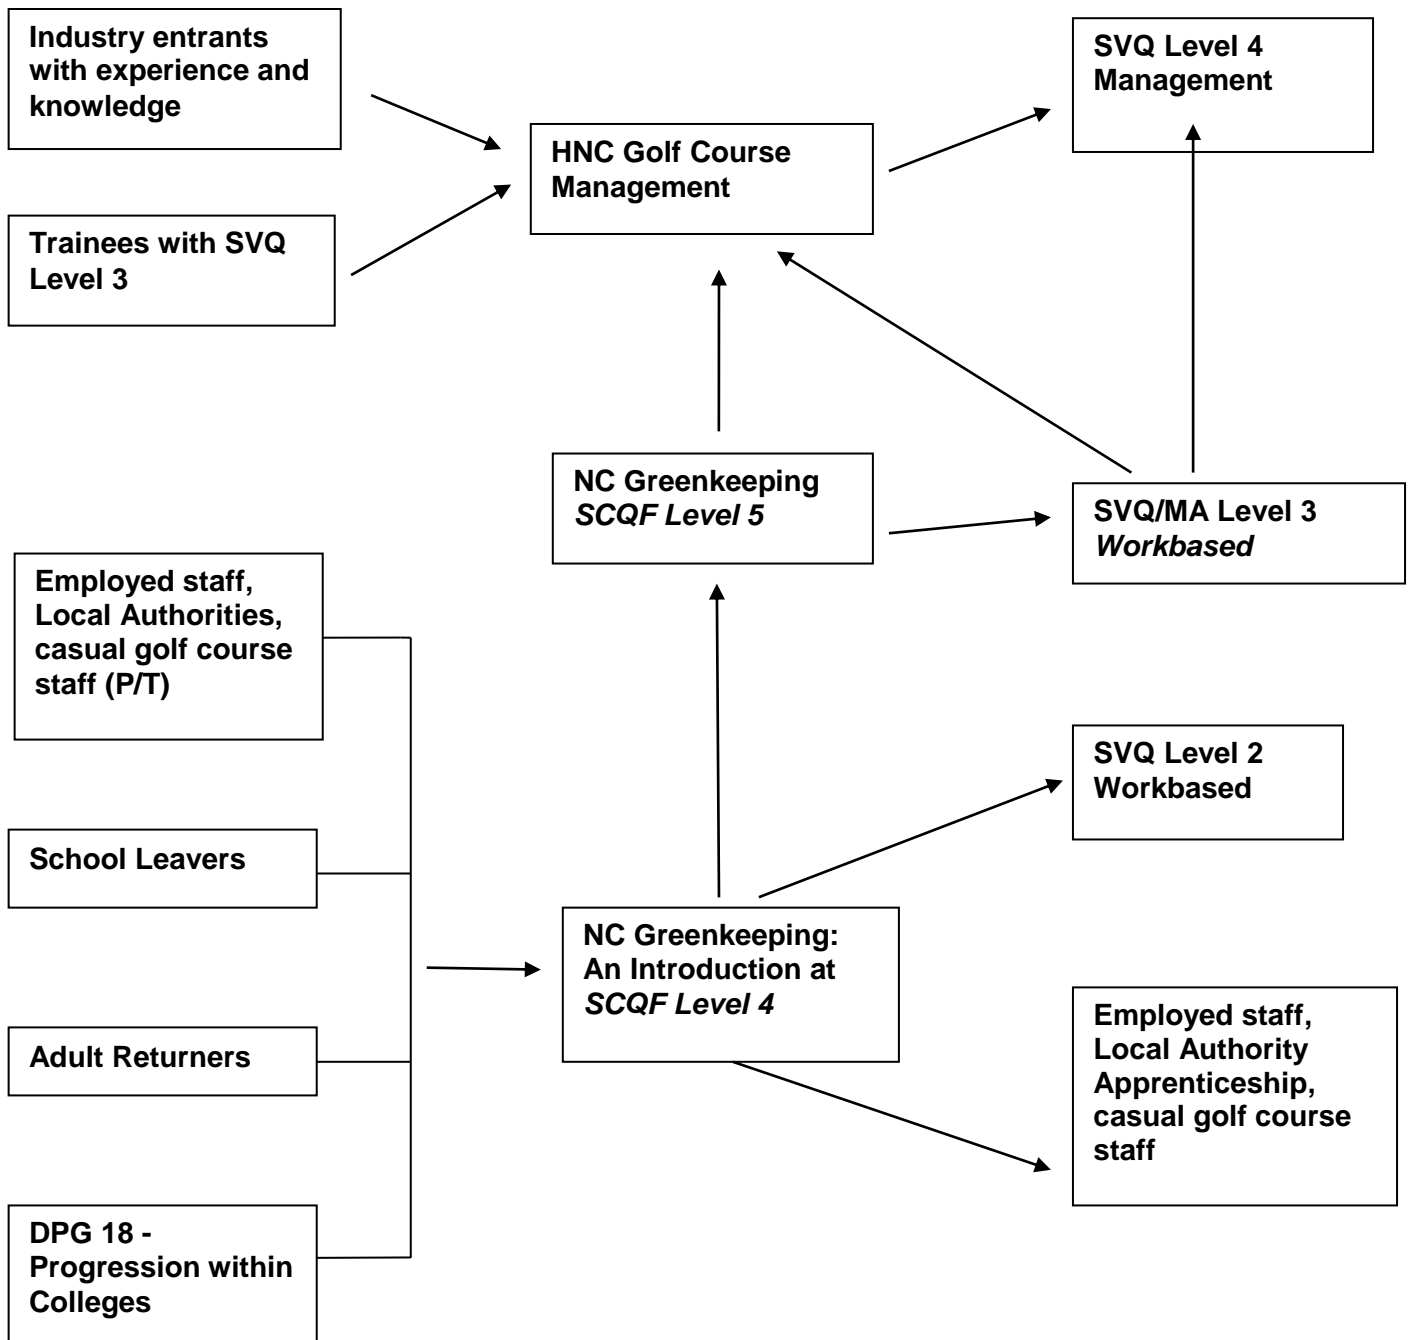 Industry entrants
with experience and
knowledge
SVQ Level 4
Management
HNC Golf Course
Management
Trainees with SVQ
Level 3
NC Greenkeeping
SCQF Level 5
SVQ/MA Level 3
Workbased
Employed staff,
Local Authorities,
casual golf course
staff (P/T)
SVQ Level 2
Workbased
School Leavers
NC Greenkeeping:
An Introduction at
SCQF Level 4
Employed staff,
Local Authority
Apprenticeship,
casual golf course
staff
Adult Returners
DPG 18 -
Progression within
Colleges